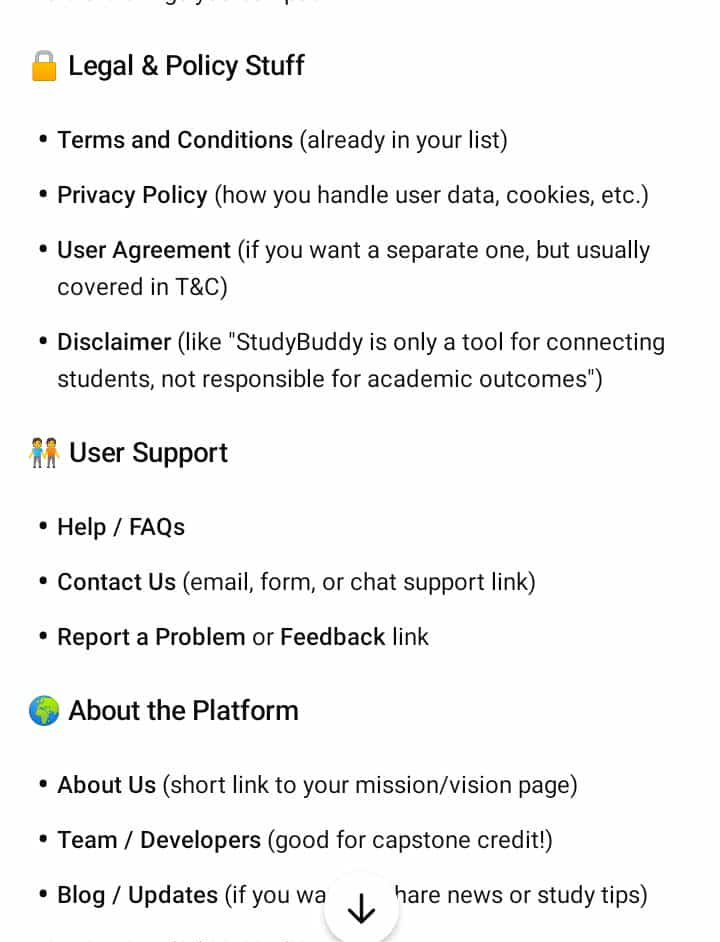 Legal & Policy Stuff
• Terms and Conditions (already in your list)
• Privacy Policy (how you handle user data, cookies, etc.)
• User Agreement (if you want a separate one, but usually
covered in T&C)
• Disclaimer (like "StudyBuddy is only a tool for connecting
students, not responsible for academic outcomes")
User Support
• Help / FAQs
• Contact Us (email, form, or chat support link)
• Report a Problem or Feedback link
About the Platform
• About Us (short link to your mission/vision page)
• Team / Developers (good for capstone credit!)
• Blog / Updates (if you news or study tips)